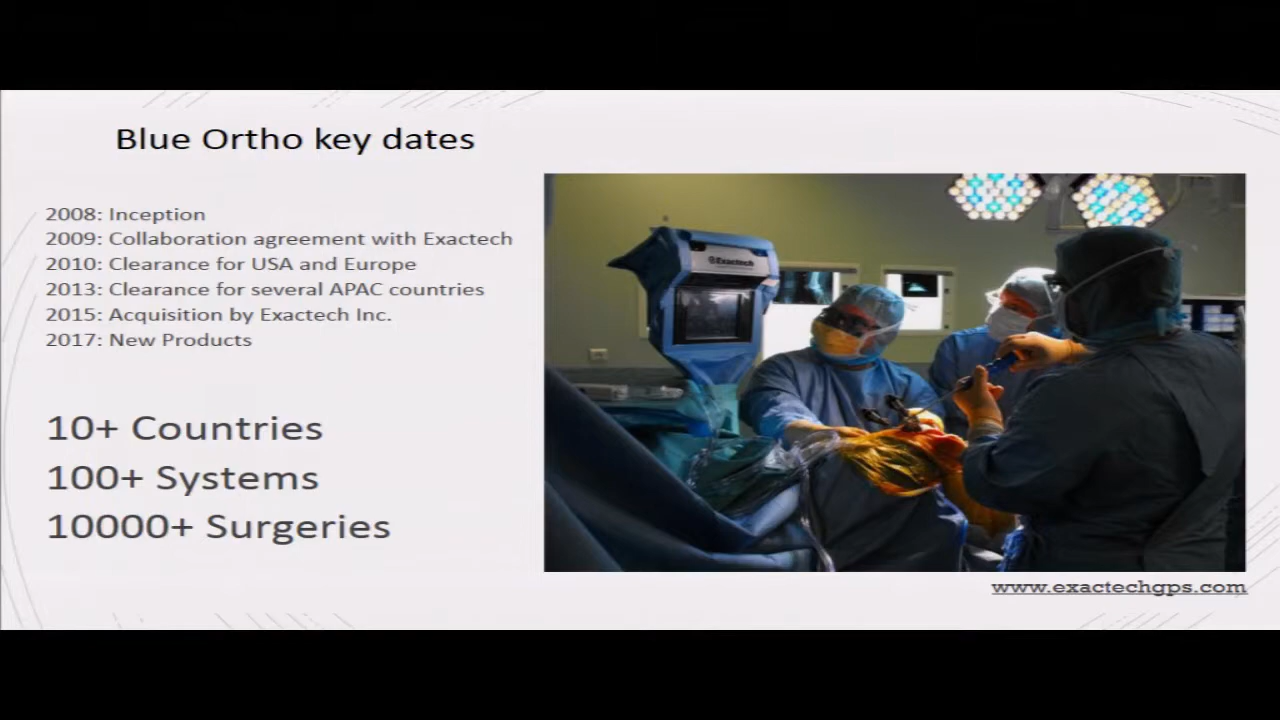 Blue Ortho key dates
2008: Inception
2009: Collaboration agreement with Exactech
2010: Clearance for USA and Europe
2013: Clearance for several APAC countries
2015: Acquisition by Exactech Inc.
2017: New Products
10+ Countries
100+ Systems
10000+ Surgeries
Exactech
www.exactechgps.com